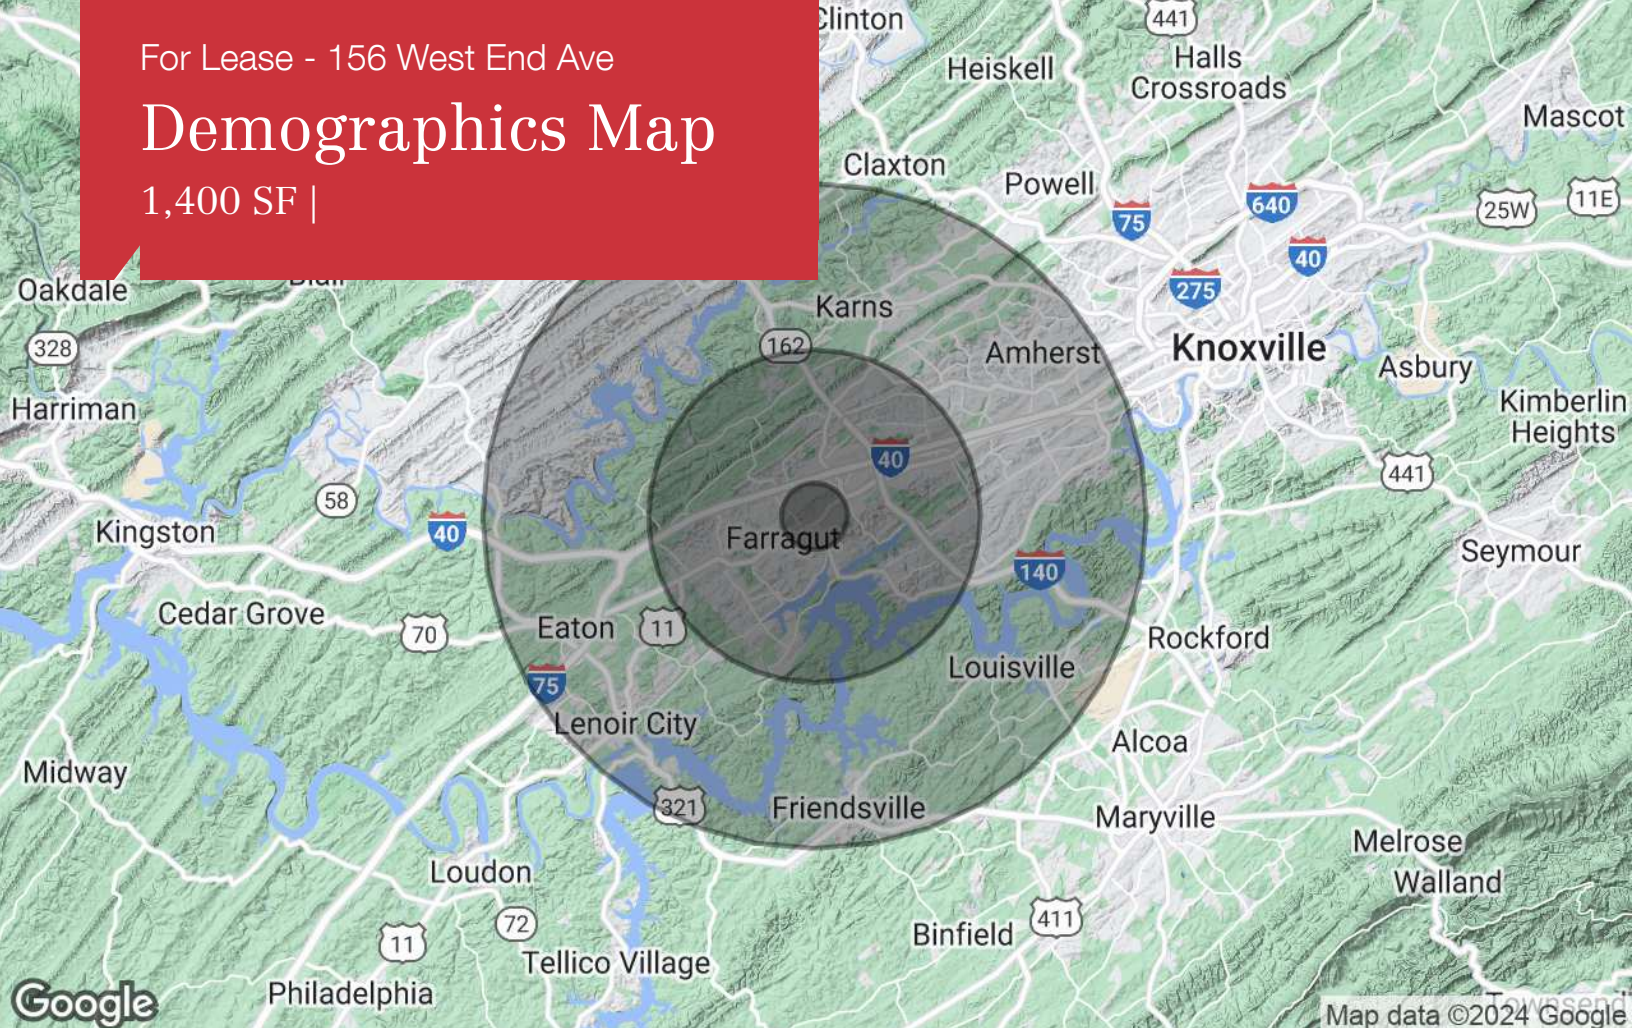 For Lease - 156 West End Ave
Demographics Map
1,400 SF |
Clinton
441
Heiskell
Halls
Crossroads
Mascot
Claxton
Powell
75
640
25W
11E
40
275
Oakdale
Blair
Karns
328
162
Amherst
Knoxville
Asbury
Harriman
Kimberlin
Heights
40
441
58
Kingston
40
Farragut
Seymour
140
Cedar Grove
70
Eaton
11
Rockford
Louisville
75
Lenoir City
Alcoa
Midway
321
Friendsville
Maryville
Melrose
Walland
Loudon
72
411
Binfield
11
Tellico Village
Philadelphia
Google
Townsend
Map data ©2024 Google